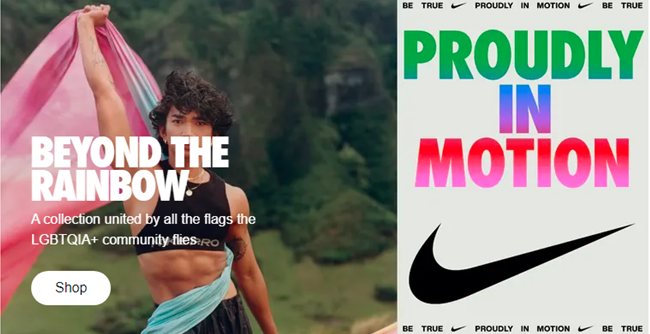 BEYOND THE
RAINBOW
A collection united by all the flags the
LGBTQIA+ community flies.
Shop
BE TRUE PROUDLY IN MOTION BE TRUE
PROUDLY
IN
MOTION
BE TRUE PROUDLY IN MOTION BE TRUE